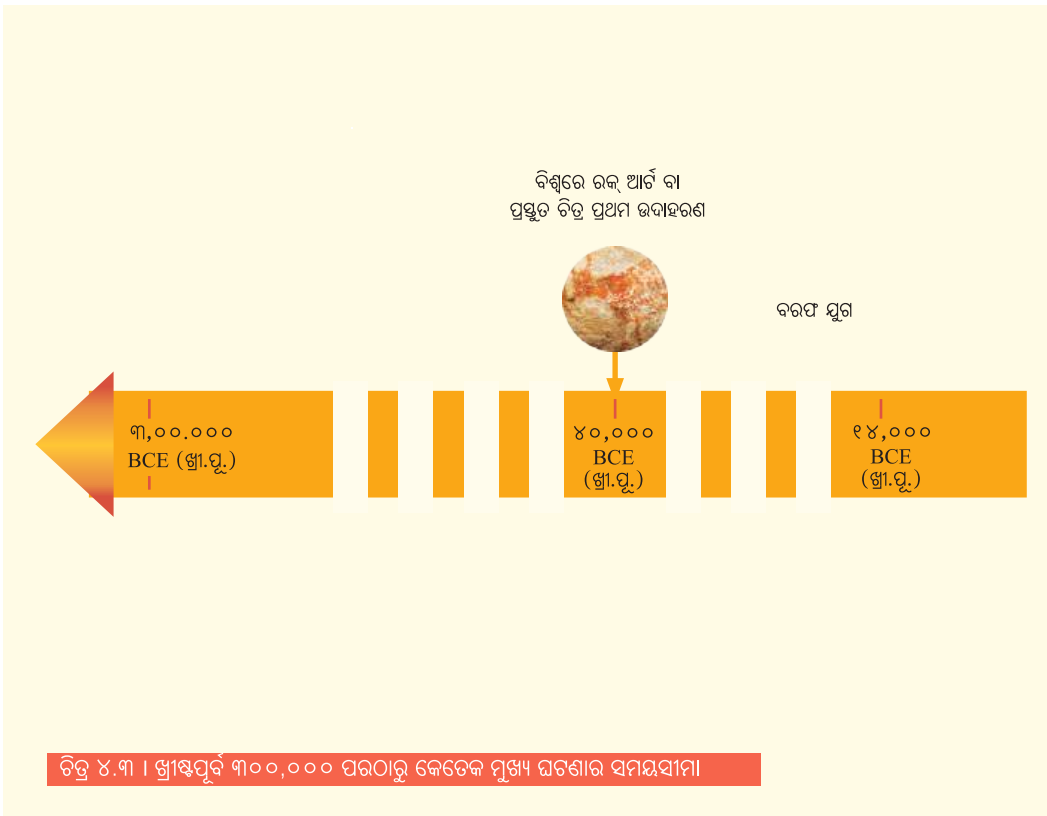 ବିଶ୍ୱରେ ରକ୍ ଆର୍ଟ ବା
ପ୍ରସ୍ତୁତ ଚିତ୍ର ପ୍ରଥମ ଉଦାହରଣ
ବରଫ ଯୁଗ
୩,୦୦.୦୦୦
BCE (ଖ୍ରୀ.ପୂ.)
୪୦,୦୦୦
BCE
(ଖ୍ରୀ.ପୂ.)
୧୪,୦୦୦
BCE
(ଖ୍ରୀ.ପୂ.)
ଚିତ୍ର ୪.୩ । ଖ୍ରୀଷ୍ଟପୂର୍ବ ୩୦୦,୦୦୦ ପରଠାରୁ କେତେକ ମୁଖ୍ୟ ଘଟଣାର ସମୟସୀମା